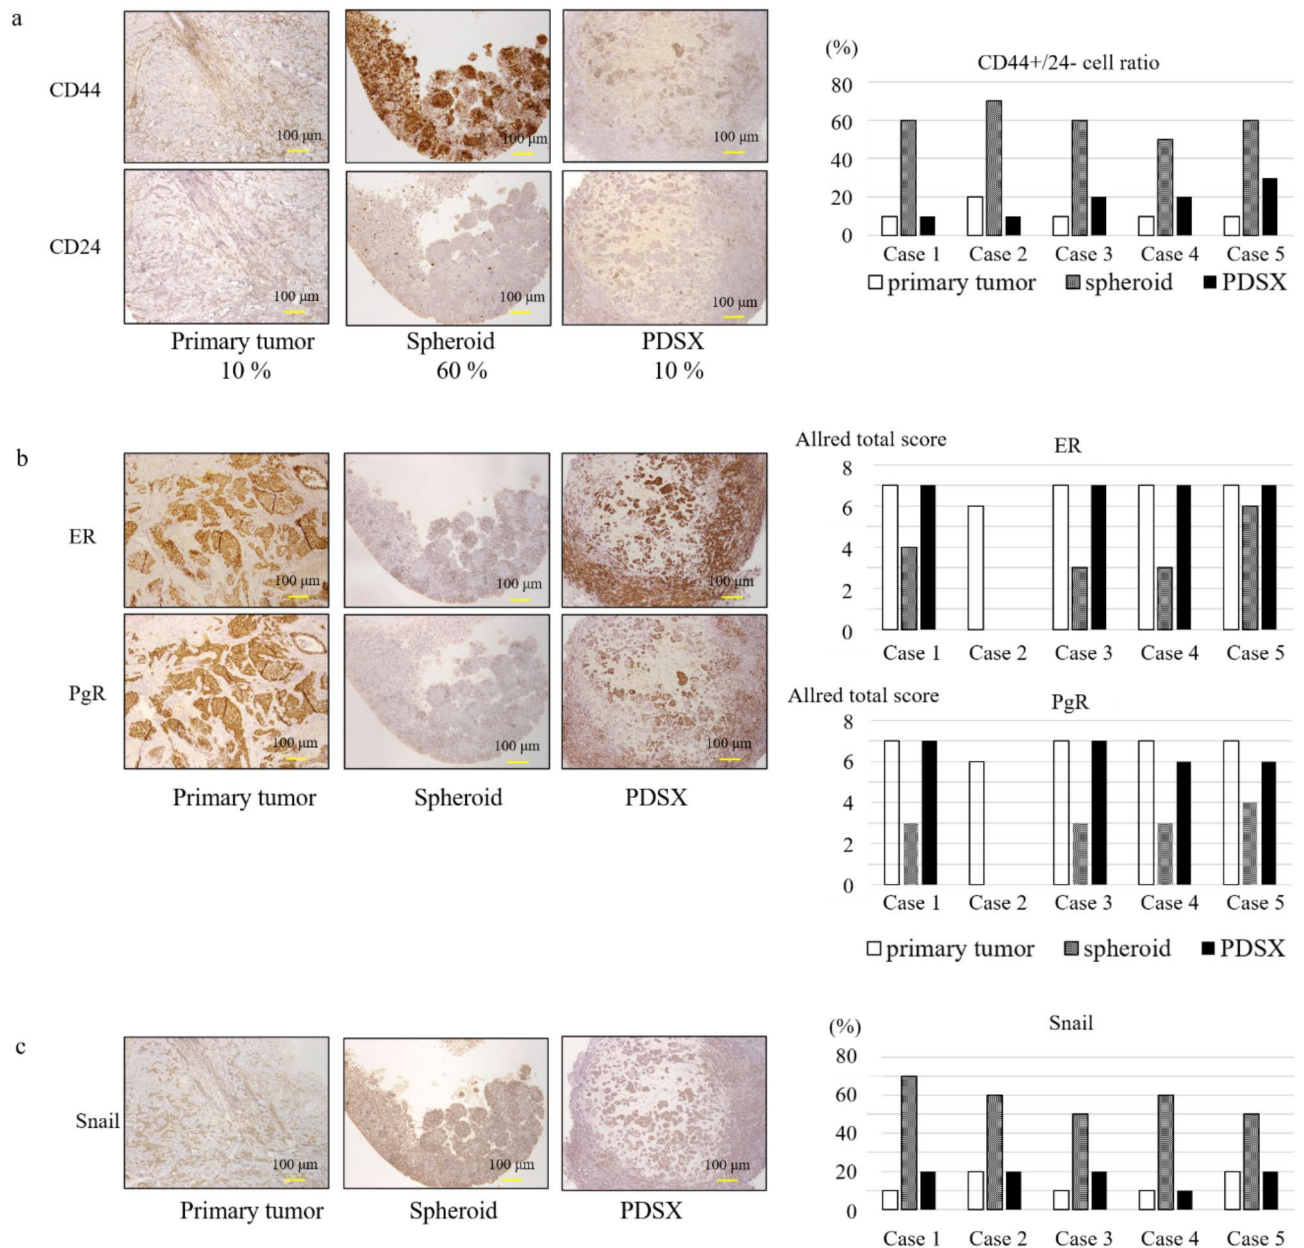 a
CD44
100 µm
100 µm
100 µm
CD24
100 µm
100 µm
100 µm
Primary tumor
10 %
Spheroid
60 %
PDSX
10 %
(%)
CD44+/24- cell ratio
80
60
40
20
0
Case 1 Case 2 Case 3 Case 4 Case 5
primary tumor spheroid PDSX
b
ER
100 µm
100 µm
100 µm
PgR
100 µm
100 µm
100 µm
Primary tumor Spheroid PDSX
Allred total score
ER
8
6
4
2
0
Case 1 Case 2 Case 3 Case 4 Case 5
Allred total score
PgR
8
6
4
2
0
Case 1 Case 2 Case 3 Case 4 Case 5
primary tumor spheroid PDSX
c
Snail
100 µm
100 µm
100 µm
Primary tumor Spheroid PDSX
(%)
Snail
80
60
40
20
0
Case 1 Case 2 Case 3 Case 4 Case 5